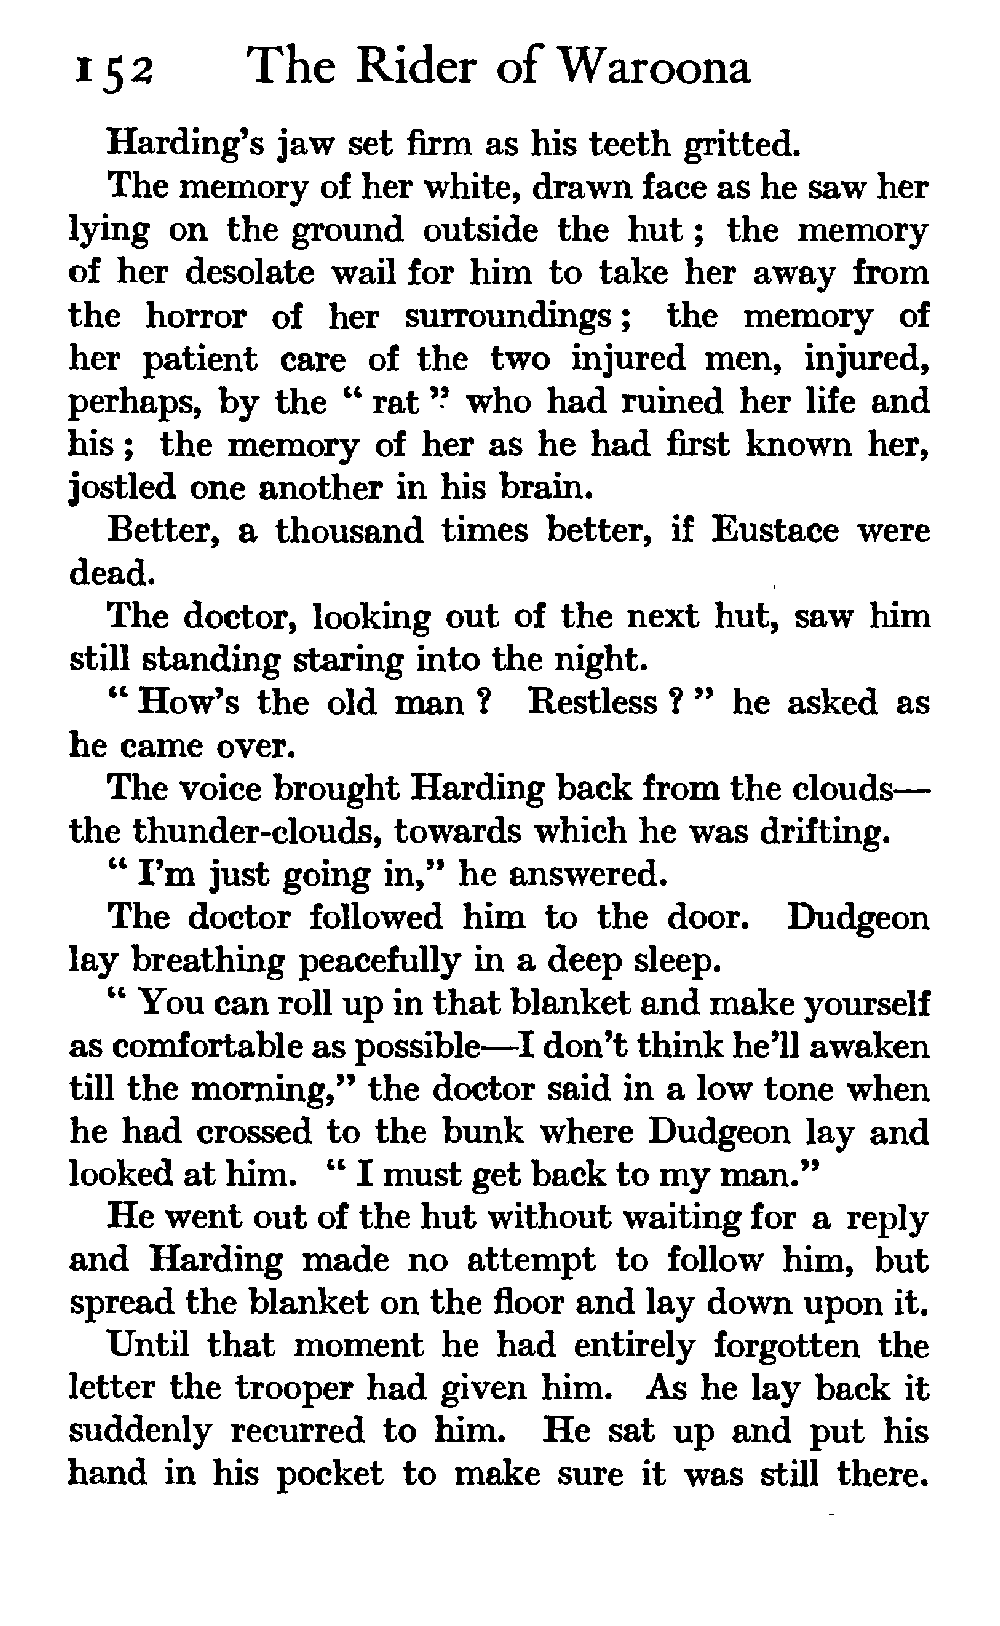 152 The Rider of Waroona
Harding's jaw set firm as his teeth gritted.
The memory of her white, drawn face as he saw her
lying on the ground outside the hut ; the memory
of her desolate wail for him to take her away from
the horror of her surroundings ; the memory of
her patient care of the two injured men, injured,
perhaps, by the " rat " who had ruined her life and
his ; the memory of her as he had first known her,
jostled one another in his brain.
Better, a thousand times better, if Eustace were
dead.
The doctor, looking out of the next hut, saw him
still standing staring into the night.
" How's the old man ? Restless ? " he asked as
he came over.
The voice brought Harding back from the clouds—
the thunder-clouds, towards which he was drifting.
" I'm just going in," he answered.
The doctor followed him to the door. Dudgeon
lay breathing peacefully in a deep sleep.
" You can roll up in that blanket and make yourself
as comfortable as possible—I don't think he'll awaken
till the morning," the doctor said in a low tone when
he had crossed to the bunk where Dudgeon lay and
looked at him. " I must get back to my man."
He went out of the hut without waiting for a reply
and Harding made no attempt to follow him, but
spread the blanket on the floor and lay down upon it.
Until that moment he had entirely forgotten the
letter the trooper had given him. As he lay back it
suddenly recurred to him. He sat up and put his
hand in his pocket to make sure it was still there.